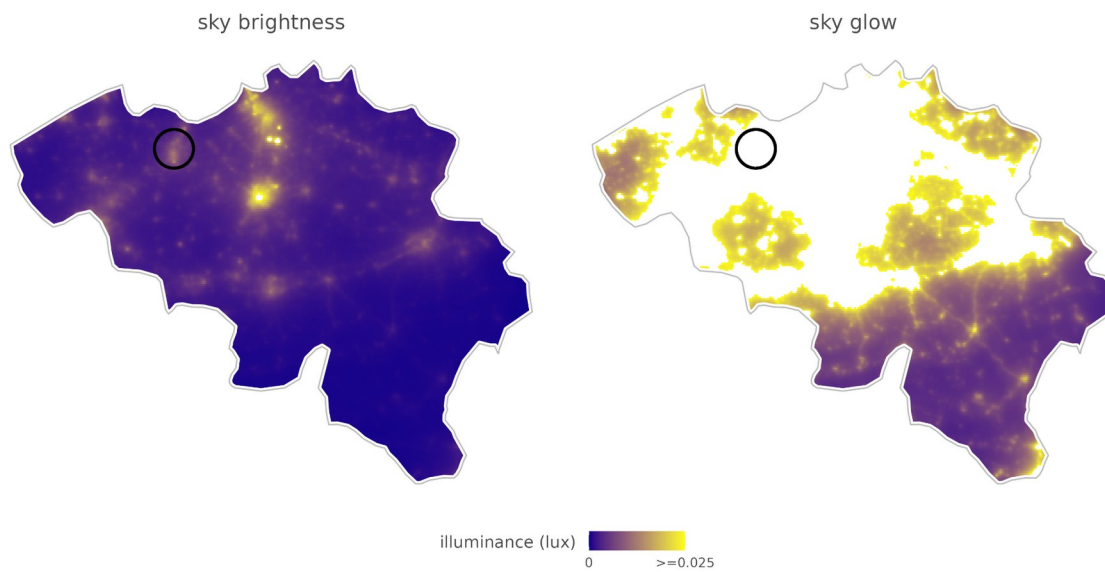 sky brightness
sky glow
illuminance (lux)
0
>=0.025